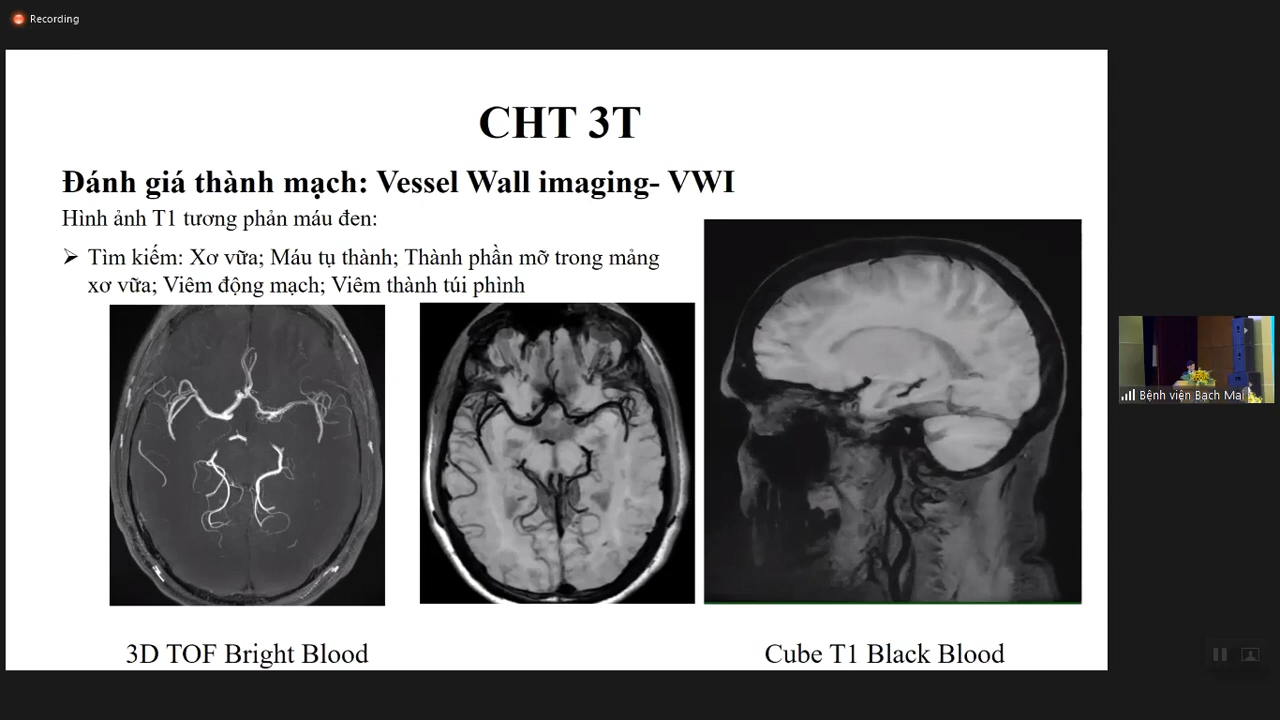 Recording
CHT 3T
Đánh giá thành mạch: Vessel Wall imaging- VWI
Hình ảnh T1 tương phản máu đen:
Tìm kiếm: Xơ vữa; Máu tụ thành; Thành phần mỡ trong mảng
xơ vữa; Viêm động mạch; Viêm thành túi phình
Bệnh viện Bạch Mai
3D TOF Bright Blood
Cube T1 Black Blood